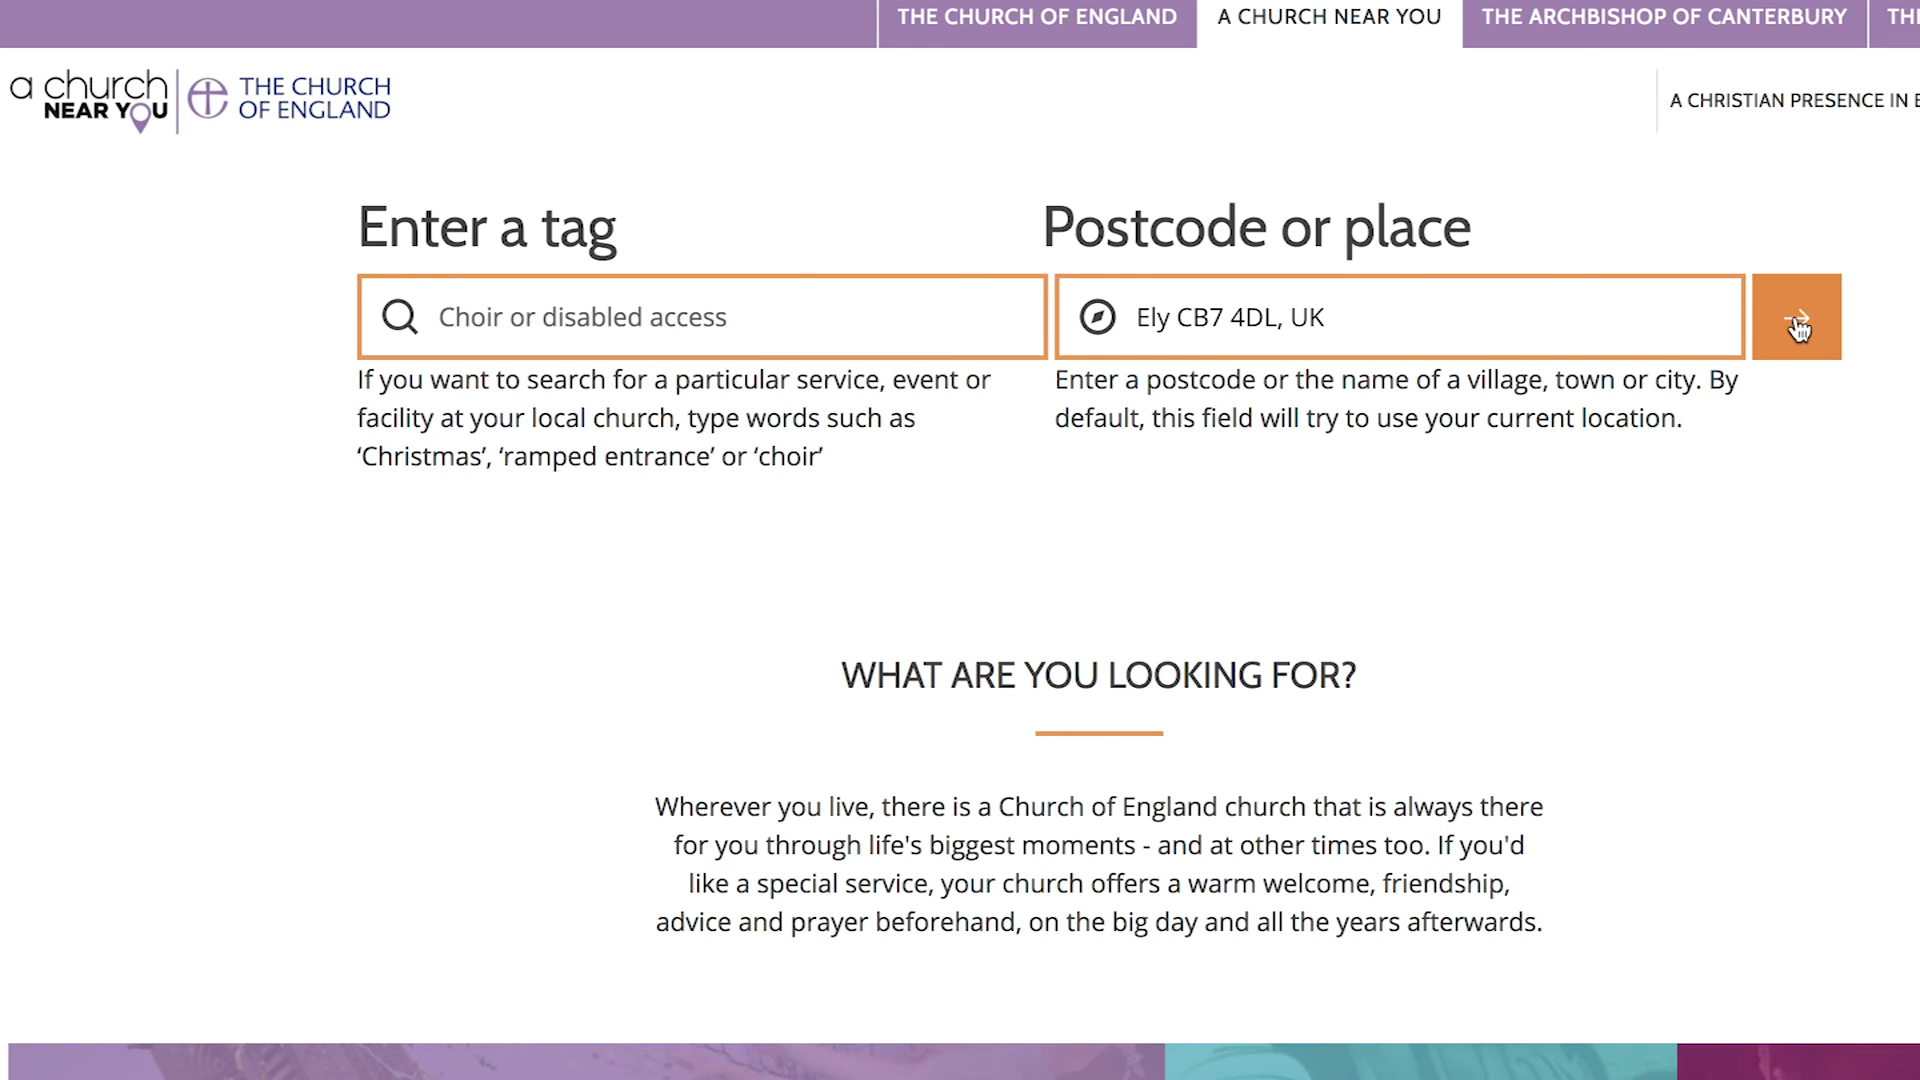 THE CHURCH OF ENGLAND
A CHURCH NEAR YOU
THE ARCHBISHOP OF CANTERBURY
a church
NEAR YOU
THE CHURCH
OF ENGLAND
A CHRISTIAN PRESENCE IN
Enter a tag
Postcode or place
Choir or disabled access
Ely CB7 4DL, UK
If you want to search for a particular service, event or
facility at your local church, type words such as
‘Christmas’, ‘ramped entrance’ or ‘choir’
Enter a postcode or the name of a village, town or city. By
default, this field will try to use your current location.
WHAT ARE YOU LOOKING FOR?
Wherever you live, there is a Church of England church that is always there
for you through life's biggest moments - and at other times too. If you'd
like a special service, your church offers a warm welcome, friendship,
advice and prayer beforehand, on the big day and all the years afterwards.